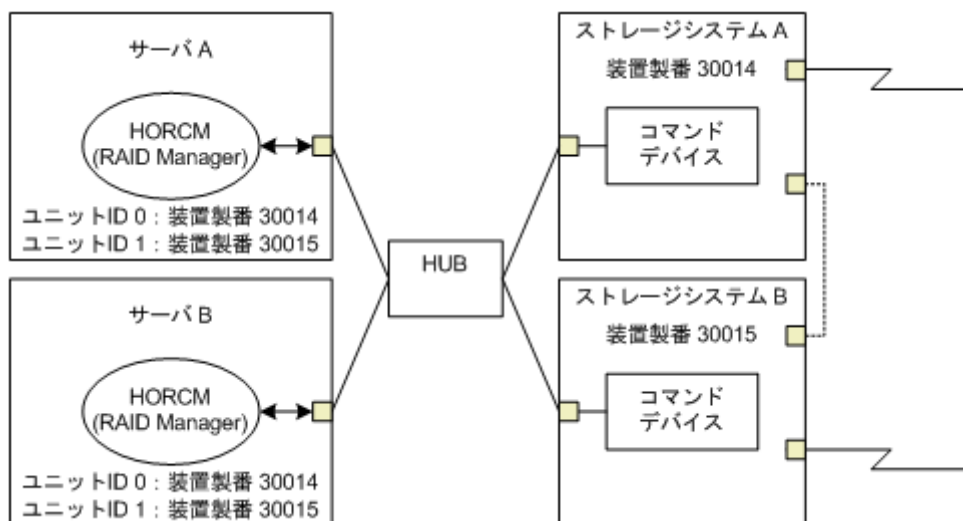 サーバ A
HORCM
(RAID Manager)
ユニットID 0：装置製番 30014
ユニットID 1：装置製番 30015
サーバ B
HORCM
(RAID Manager)
ユニットID 0：装置製番 30014
ユニットID 1：装置製番 30015
HUB
ストレージシステム A
装置製番 30014
コマンド
デバイス
ストレージシステム B
装置製番 30015
コマンド
デバイス